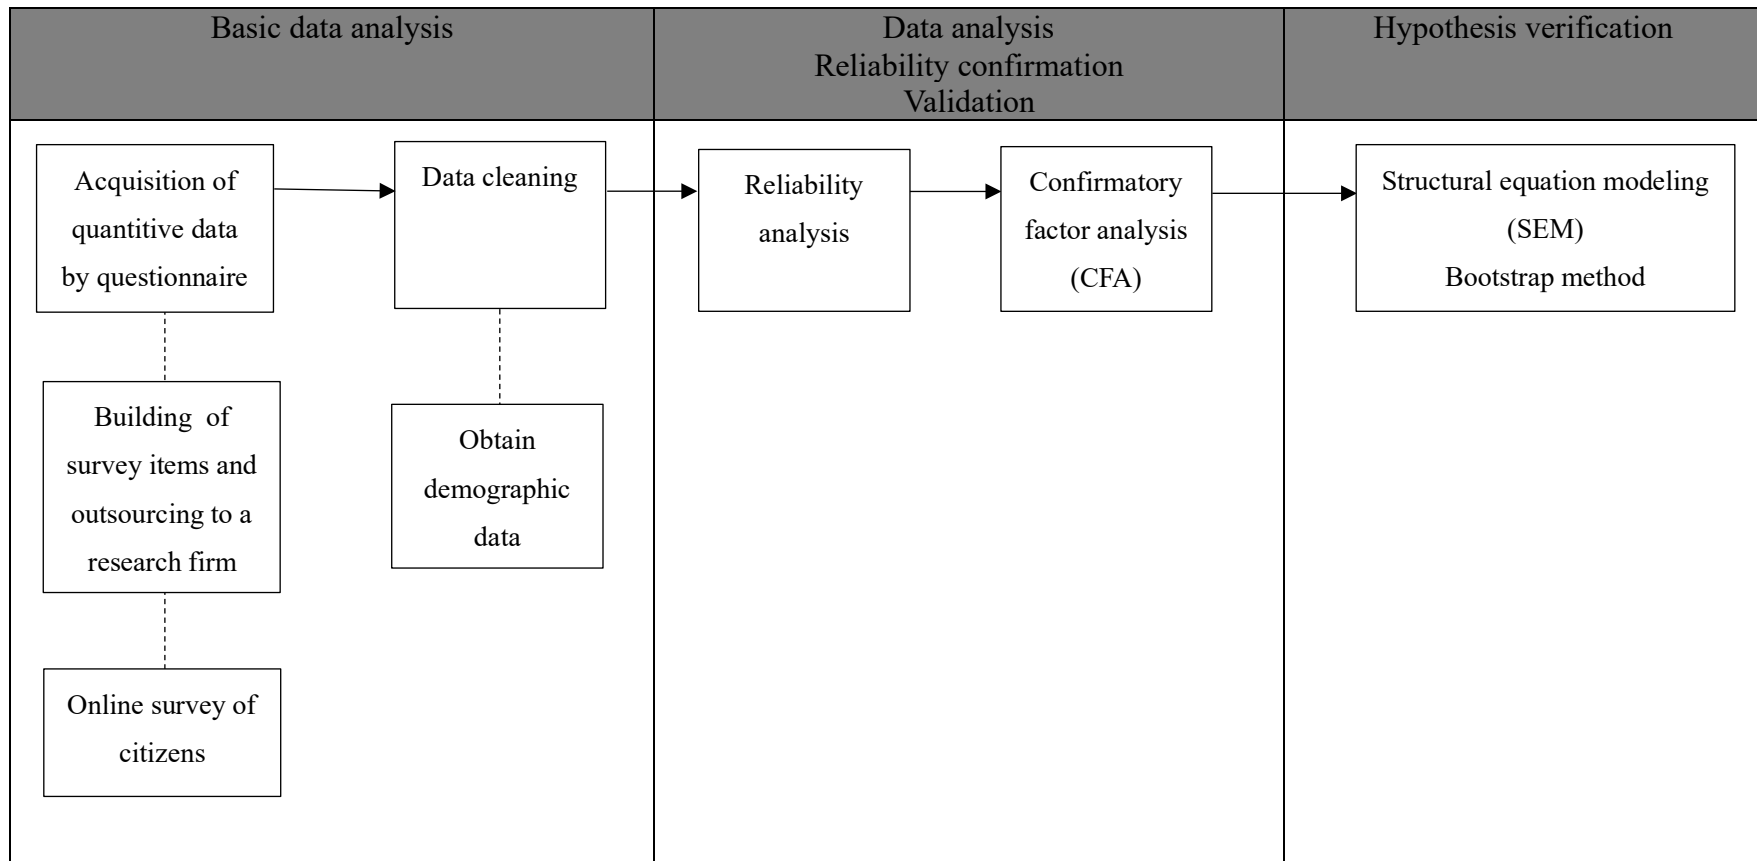 Basic data analysis
Data analysis
Reliability confirmation
Validation
Hypothesis verification
Acquisition of
quantitive data
by questionnaire
Data cleaning
Reliability
analysis
Confirmatory
factor analysis
(CFA)
Structural equation modeling
(SEM)
Bootstrap method
Building  of
survey items and
outsourcing to a
research firm
Obtain
demographic
data
Online survey of
citizens